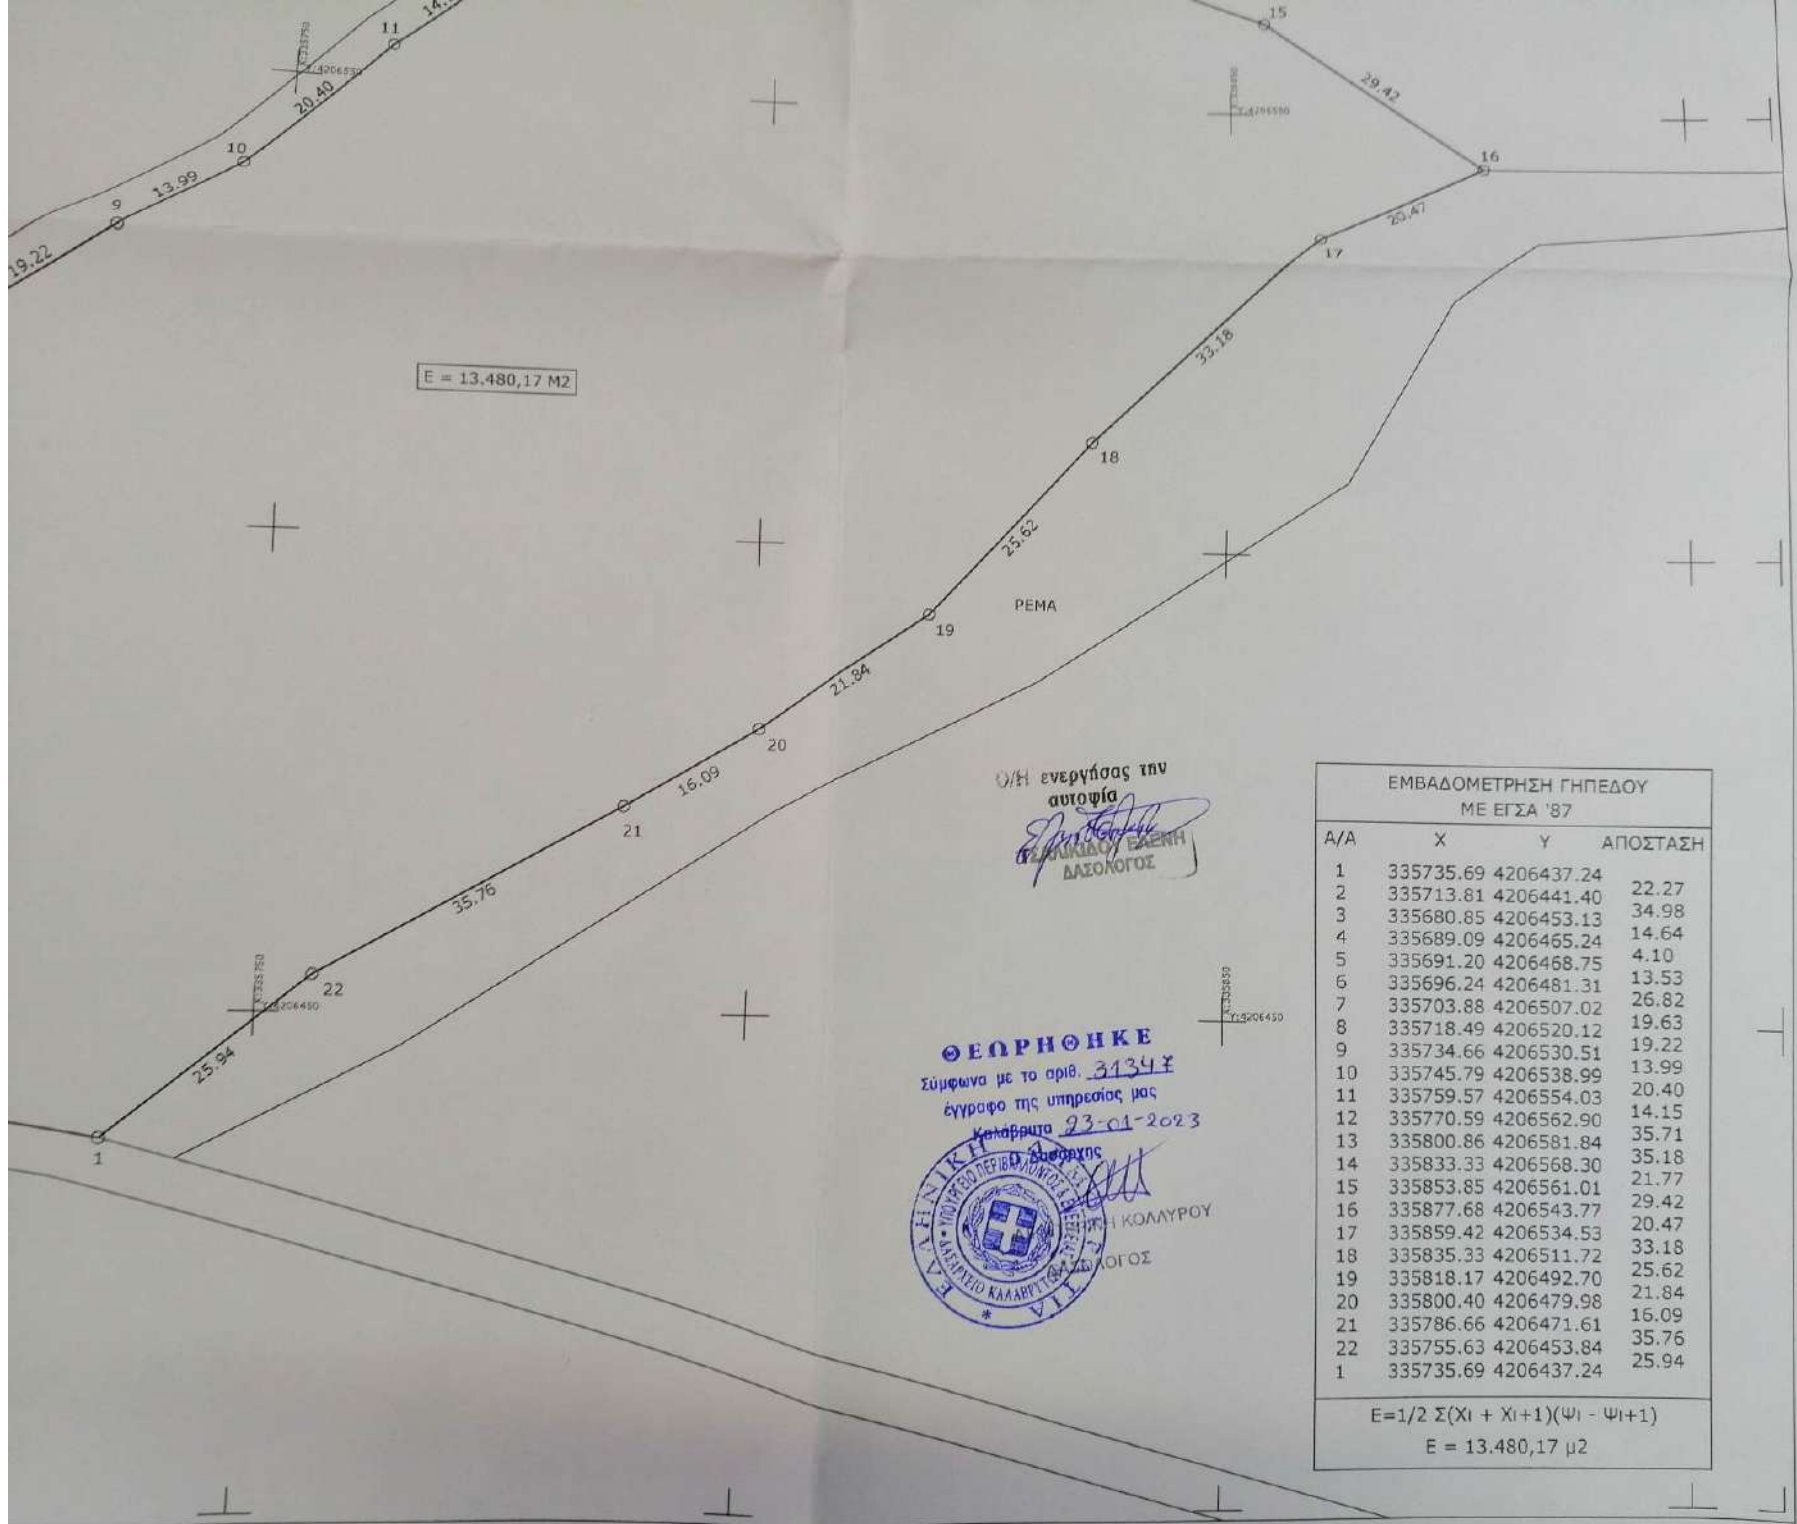 15
11
X:335750
Y:4206550
20.40
29.42
Y:4206550
10
16
13.99
20.47
9
17
19.22
33.18
E = 13.480,17 M2
18
25.62
ΡΕΜΑ
19
21.84
20
16.09
21
35.76
22
X:335750
Y:4206450
25.94
1
X:335850
Y:4206450
Ο/Η ενεργήσας την
αυτοψία
ΤΣΑΛΙΚΙΔΟΥ ΕΛΕΝΗ
ΔΑΣΟΛΟΓΟΣ
ΘΕΩΡΗΘΗΚΕ
Σύμφωνα με το αριθ. 31347
έγγραφο της υπηρεσίας μας
Καλάβρυτα 23-01-2023
Ο Δασάρχης
ΕΛΛΗΝΙΚΗ
ΚΟΛΛΥΡΟΥ
ΔΑΣΟΛΟΓΟΣ
ΔΑΣΑΡΧΕΙΟ ΚΑΛΑΒΡΥΤΩΝ
ΕΜΒΑΔΟΜΕΤΡΗΣΗ ΓΗΠΕΔΟΥ
ΜΕ ΕΓΣΑ '87
Α/Α X Y ΑΠΟΣΤΑΣΗ
1 335735.69 4206437.24
2 335713.81 4206441.40 22.27
3 335680.85 4206453.13 34.98
4 335689.09 4206465.24 14.64
5 335691.20 4206468.75 4.10
6 335696.24 4206481.31 13.53
7 335703.88 4206507.02 26.82
8 335718.49 4206520.12 19.63
9 335734.66 4206530.51 19.22
10 335745.79 4206538.99 13.99
11 335759.57 4206554.03 20.40
12 335770.59 4206562.90 14.15
13 335800.86 4206581.84 35.71
14 335833.33 4206568.30 35.18
15 335853.85 4206561.01 21.77
16 335877.68 4206543.77 29.42
17 335859.42 4206534.53 20.47
18 335835.33 4206511.72 33.18
19 335818.17 4206492.70 25.62
20 335800.40 4206479.98 21.84
21 335786.66 4206471.61 16.09
22 335755.63 4206453.84 35.76
1 335735.69 4206437.24 25.94
E=1/2 Σ(Xι + Xι+1)(Ψι - Ψι+1)
E = 13.480,17 μ2